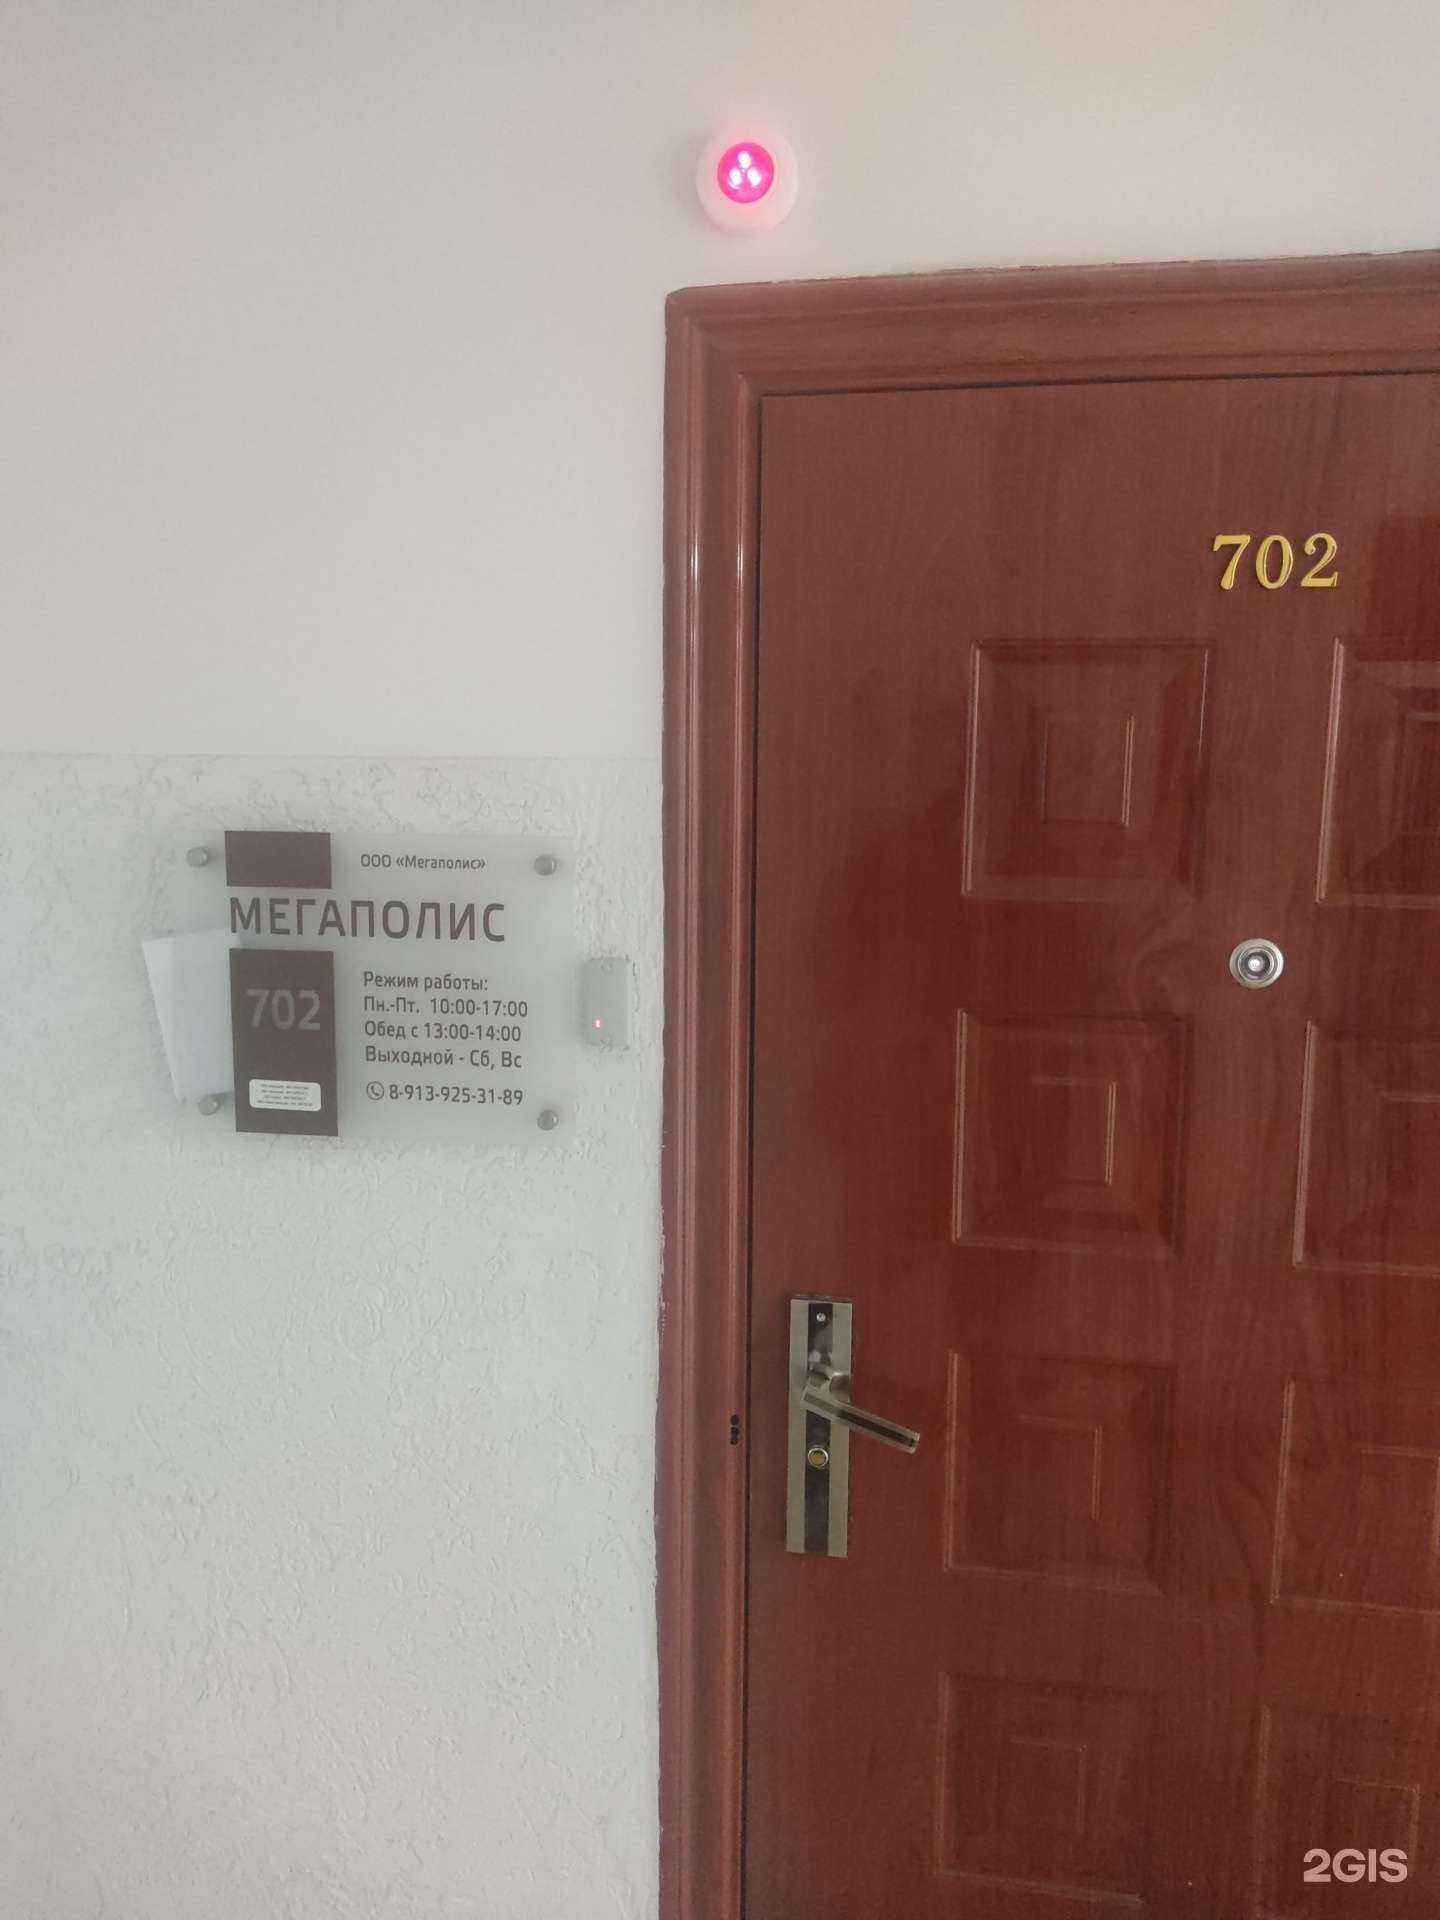 702
ООО «Мегаполис»
МЕГАПОЛИС
702
Режим работы:
Пн.-Пт. 10:00-17:00
Обед с 13:00-14:00
Выходной - Сб, Вс
8-913-925-31-89
2GIS